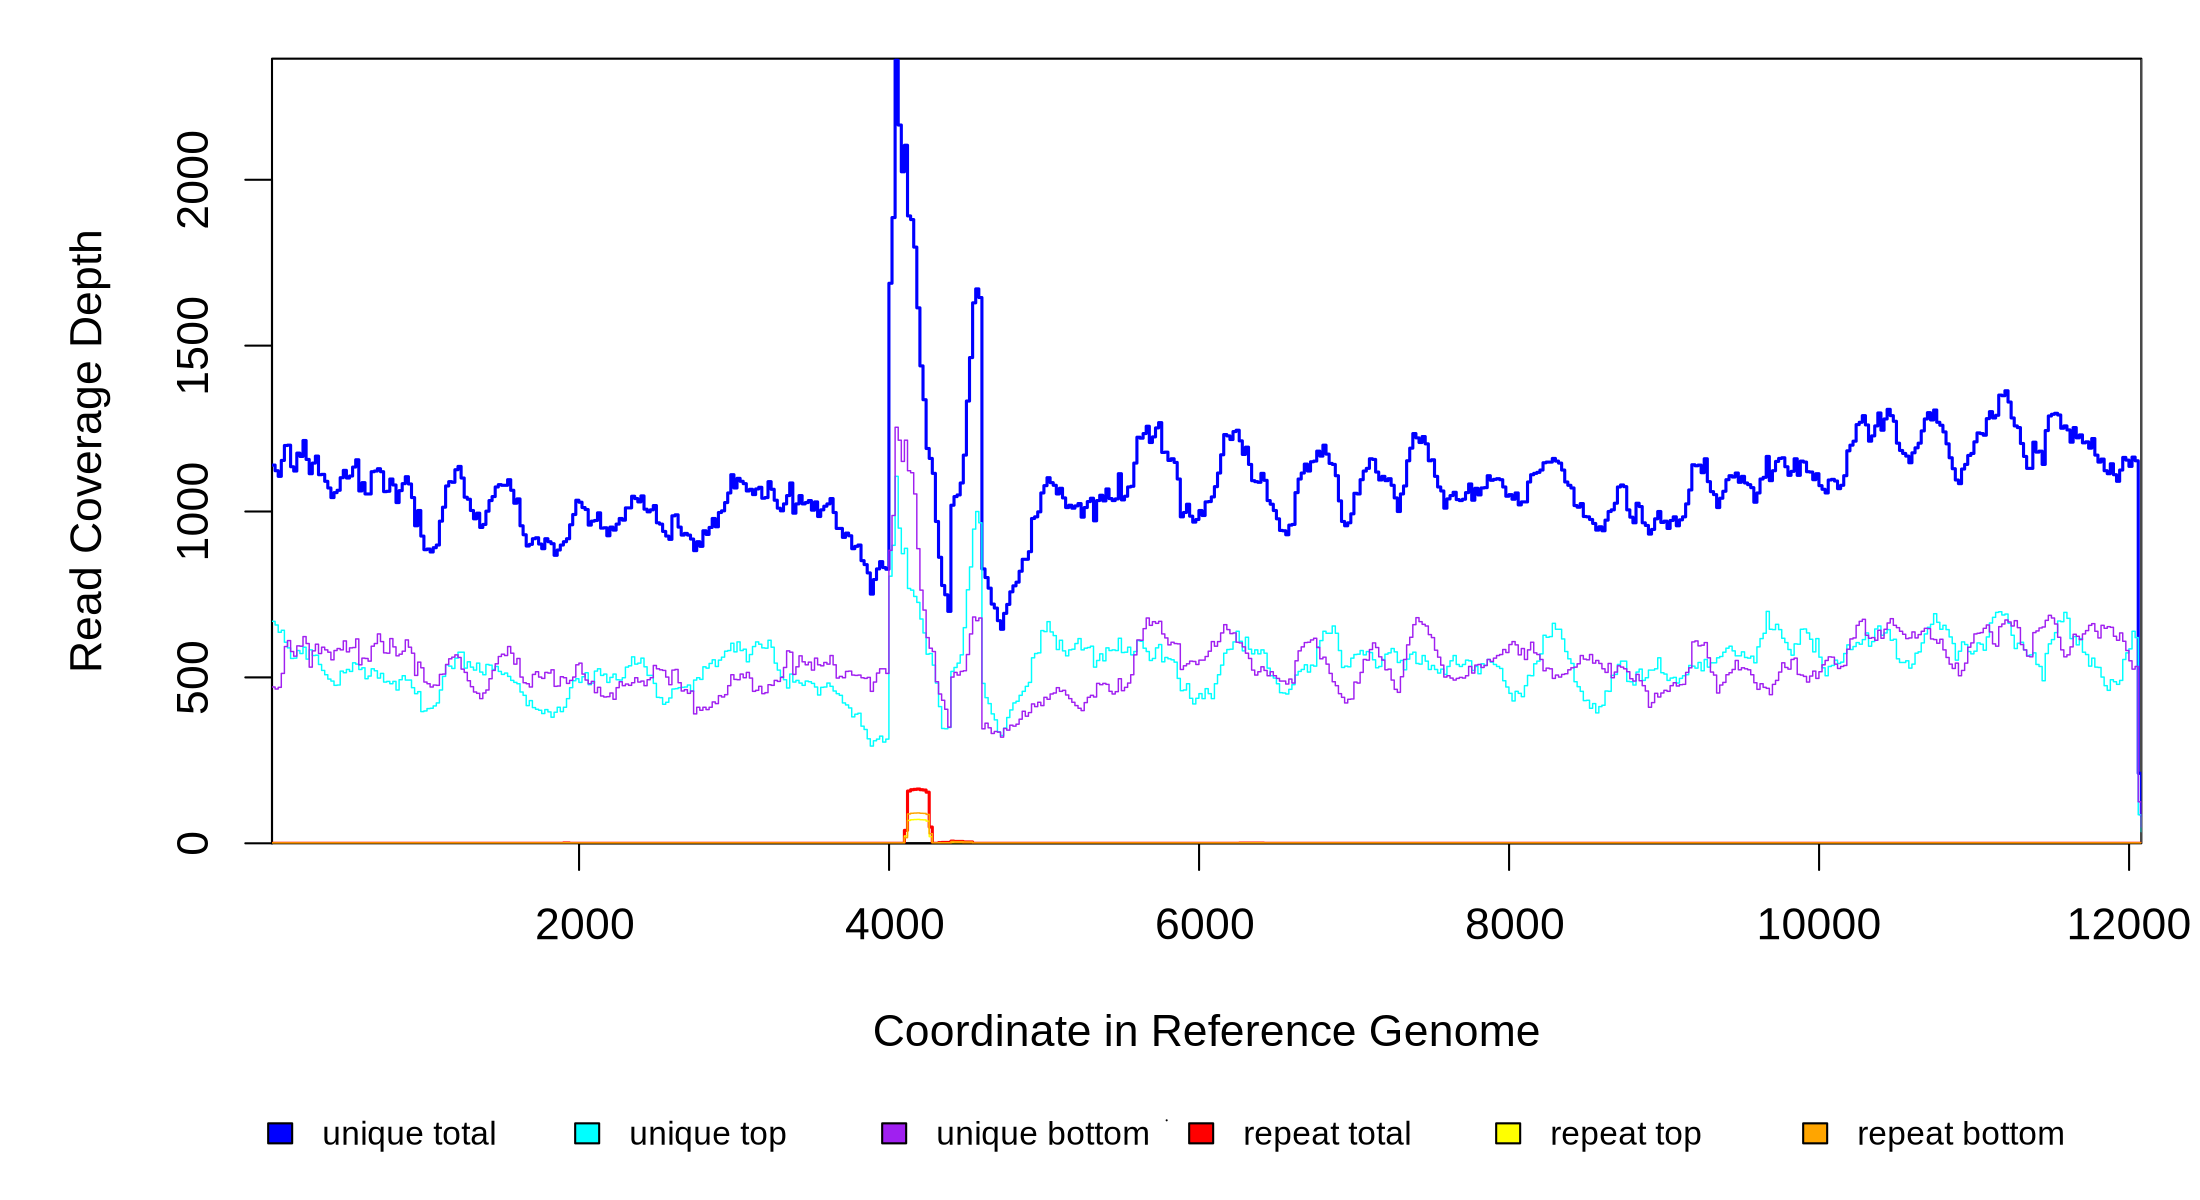 Read Coverage Depth
2000
1500
1000
500
0
2000 4000 6000 8000 10000 12000
Coordinate in Reference Genome
unique total unique top unique bottom repeat total repeat top repeat bottom